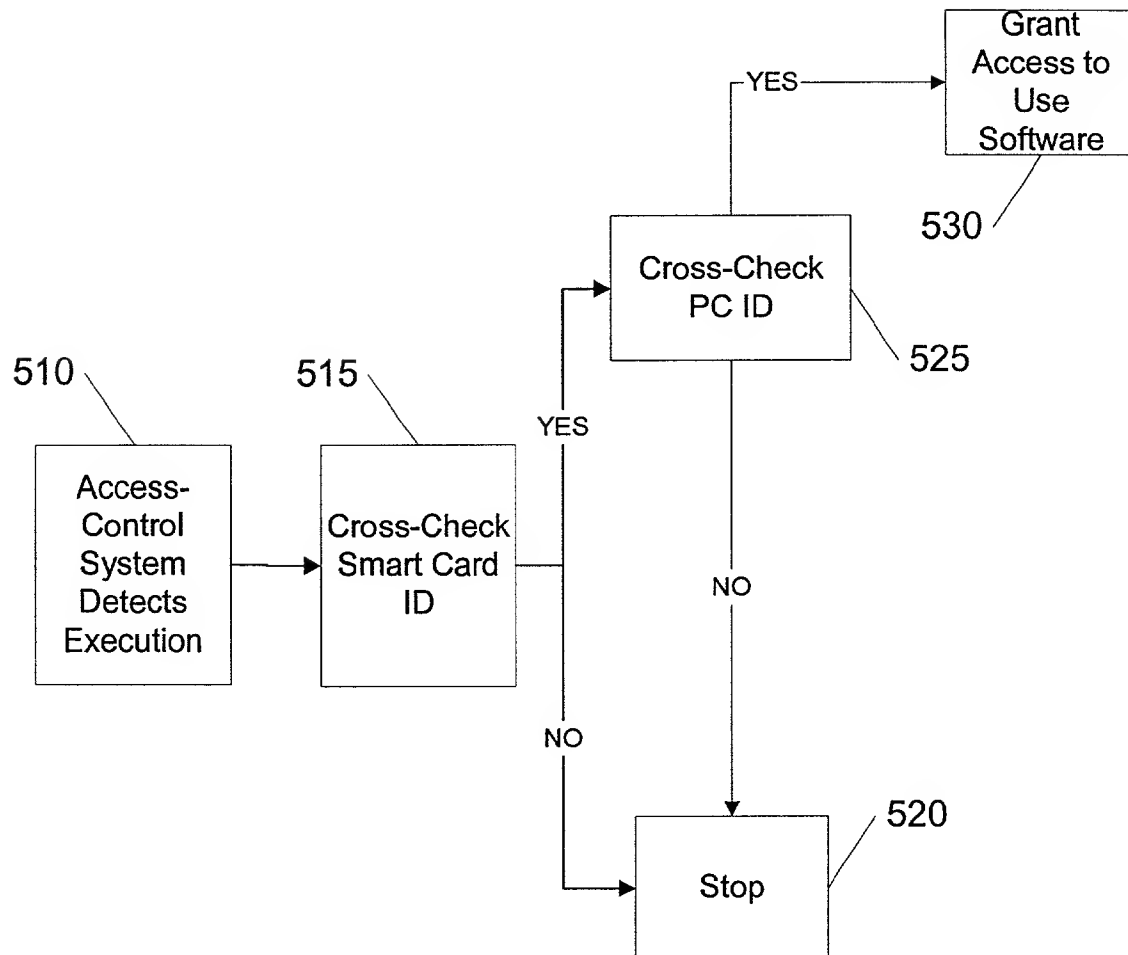 Grant
Access to
Use
Software
YES
530
Cross-Check
PC ID
525
510
515
YES
Access-
Control
System
Detects
Execution
Cross-Check
Smart Card
ID
NO
NO
520
Stop